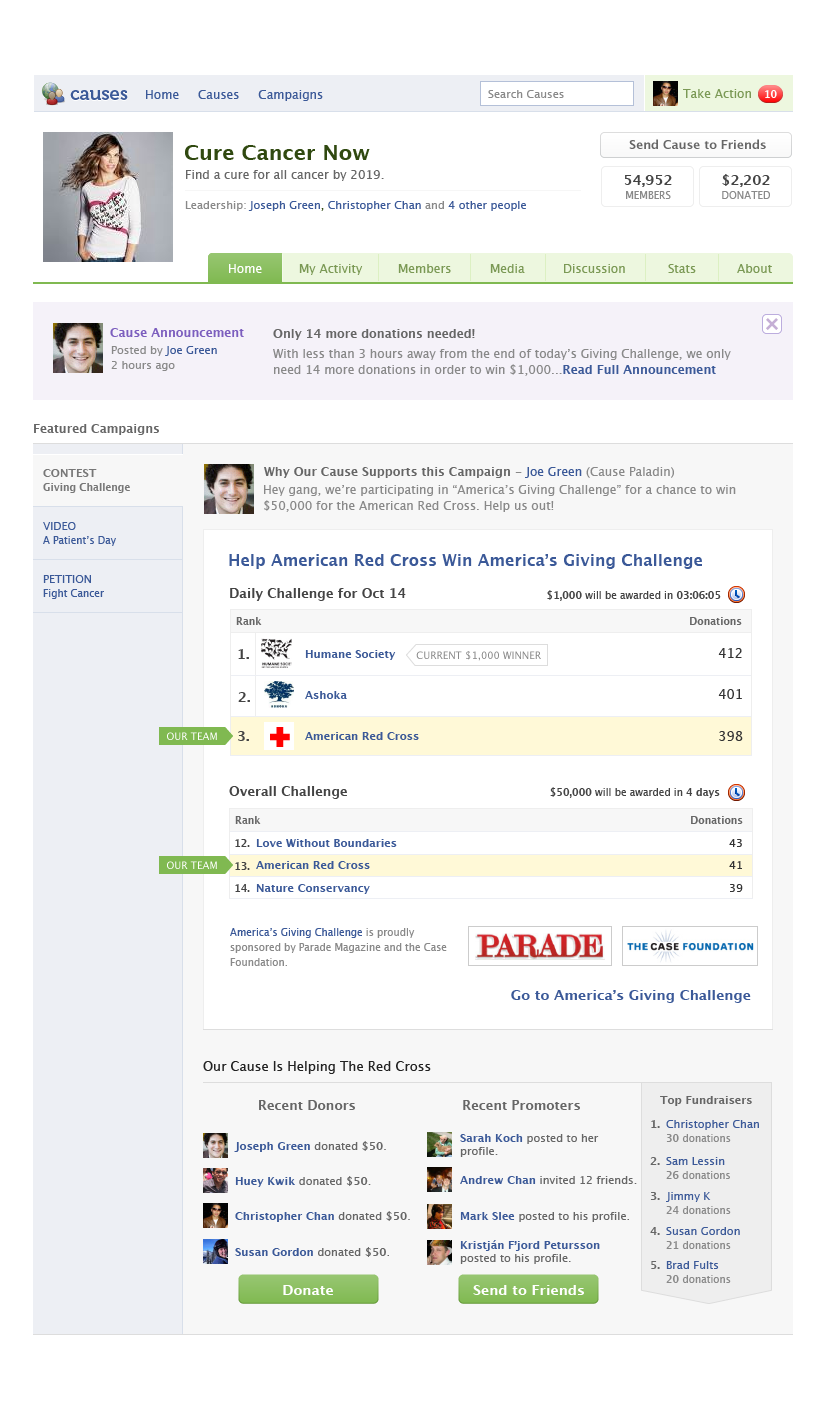 causes Home Causes Campaigns Search Causes Take Action 10
Cure Cancer Now
Find a cure for all cancer by 2019.
Leadership: Joseph Green, Christopher Chan and 4 other people
Send Cause to Friends
54,952 $2,202
MEMBERS DONATED
Home My Activity Members Media Discussion Stats About
Cause Announcement
Posted by Joe Green
2 hours ago
Only 14 more donations needed!
With less than 3 hours away from the end of today's Giving Challenge, we only
need 14 more donations in order to win $1,000...Read Full Announcement
Featured Campaigns
CONTEST
Giving Challenge
VIDEO
A Patient's Day
PETITION
Fight Cancer
Why Our Cause Supports this Campaign – Joe Green (Cause Paladin)
Hey gang, we're participating in “America's Giving Challenge” for a chance to win
$50,000 for the American Red Cross. Help us out!
Help American Red Cross Win America's Giving Challenge
Daily Challenge for Oct 14 $1,000 will be awarded in 03:06:05
Rank Donations
1. Humane Society CURRENT $1,000 WINNER 412
2. ASHOKA Ashoka 401
OUR TEAM 3. American Red Cross 398
Overall Challenge $50,000 will be awarded in 4 days
Rank Donations
12. Love Without Boundaries 43
OUR TEAM 13. American Red Cross 41
14. Nature Conservancy 39
America's Giving Challenge is proudly
sponsored by Parade Magazine and the Case
Foundation.
PARADE THE CASE FOUNDATION
Go to America's Giving Challenge
Our Cause Is Helping The Red Cross
Recent Donors
Joseph Green donated $50.
Huey Kwik donated $50.
Christopher Chan donated $50.
Susan Gordon donated $50.
Donate
Recent Promoters
Sarah Koch posted to her
profile.
Andrew Chan invited 12 friends.
Mark Slee posted to his profile.
Kristján F'jord Petursson
posted to his profile.
Send to Friends
Top Fundraisers
1. Christopher Chan
30 donations
2. Sam Lessin
26 donations
3. Jimmy K
24 donations
4. Susan Gordon
21 donations
5. Brad Fults
20 donations